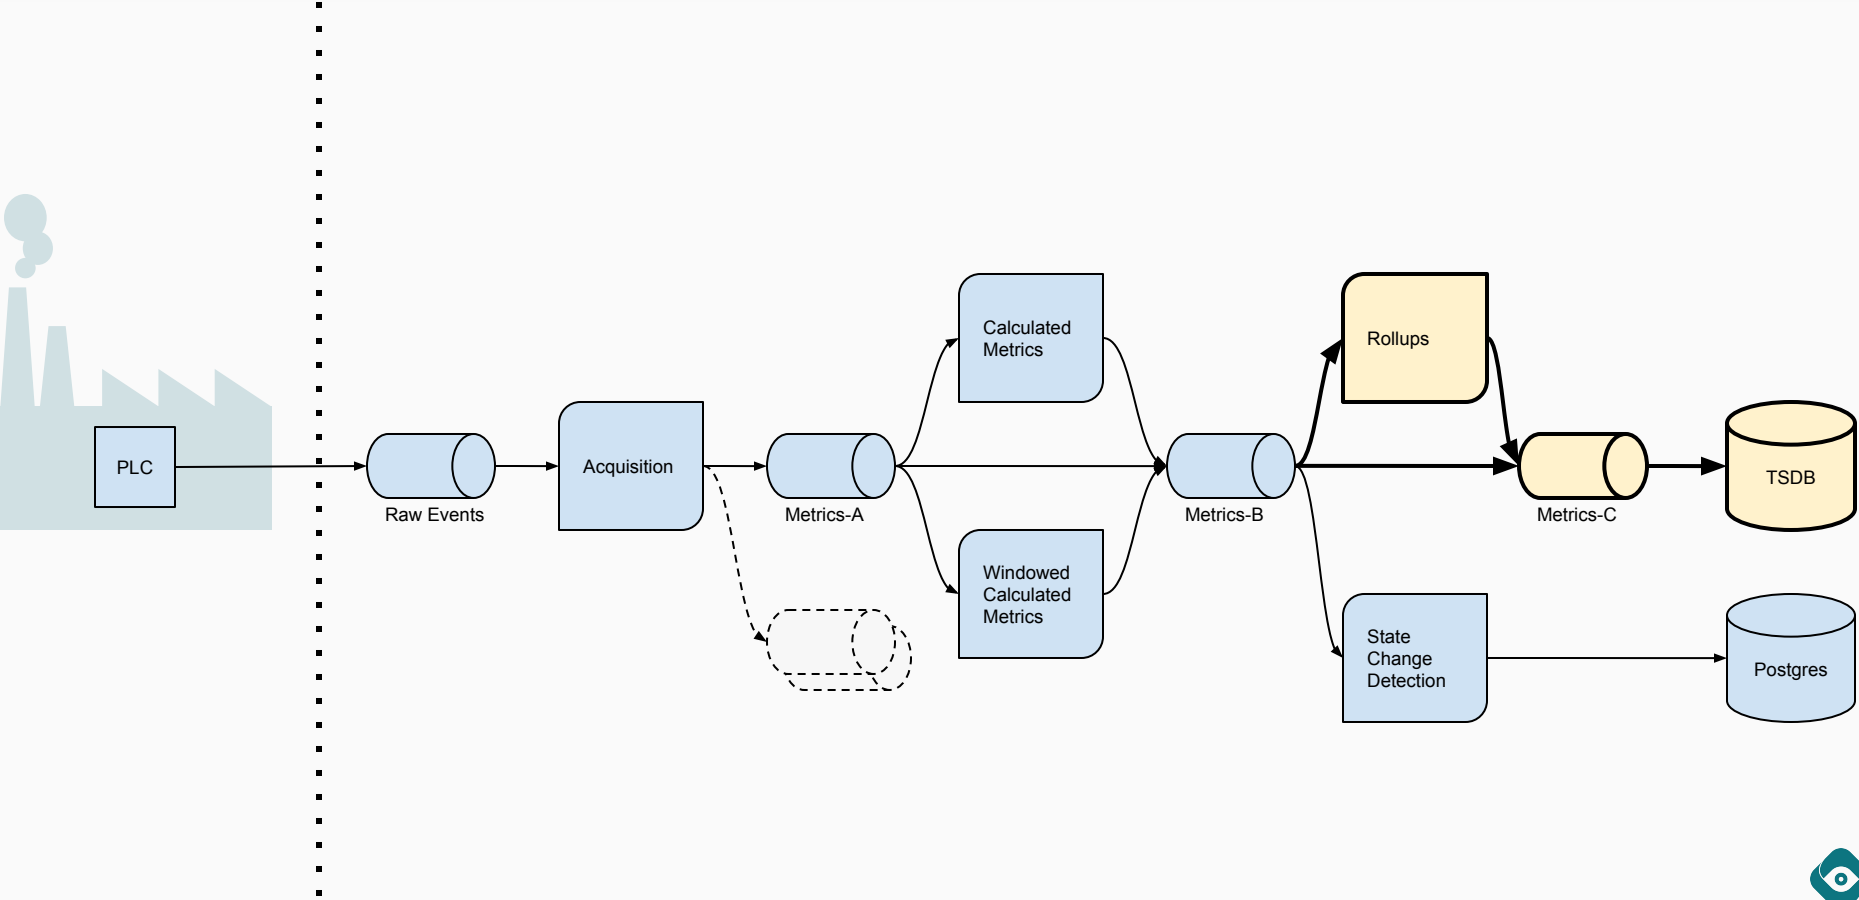 PLC
Raw Events
Acquisition
Metrics-A
Calculated
Metrics
Windowed
Calculated
Metrics
Metrics-B
Rollups
State
Change
Detection
Metrics-C
TSDB
Postgres